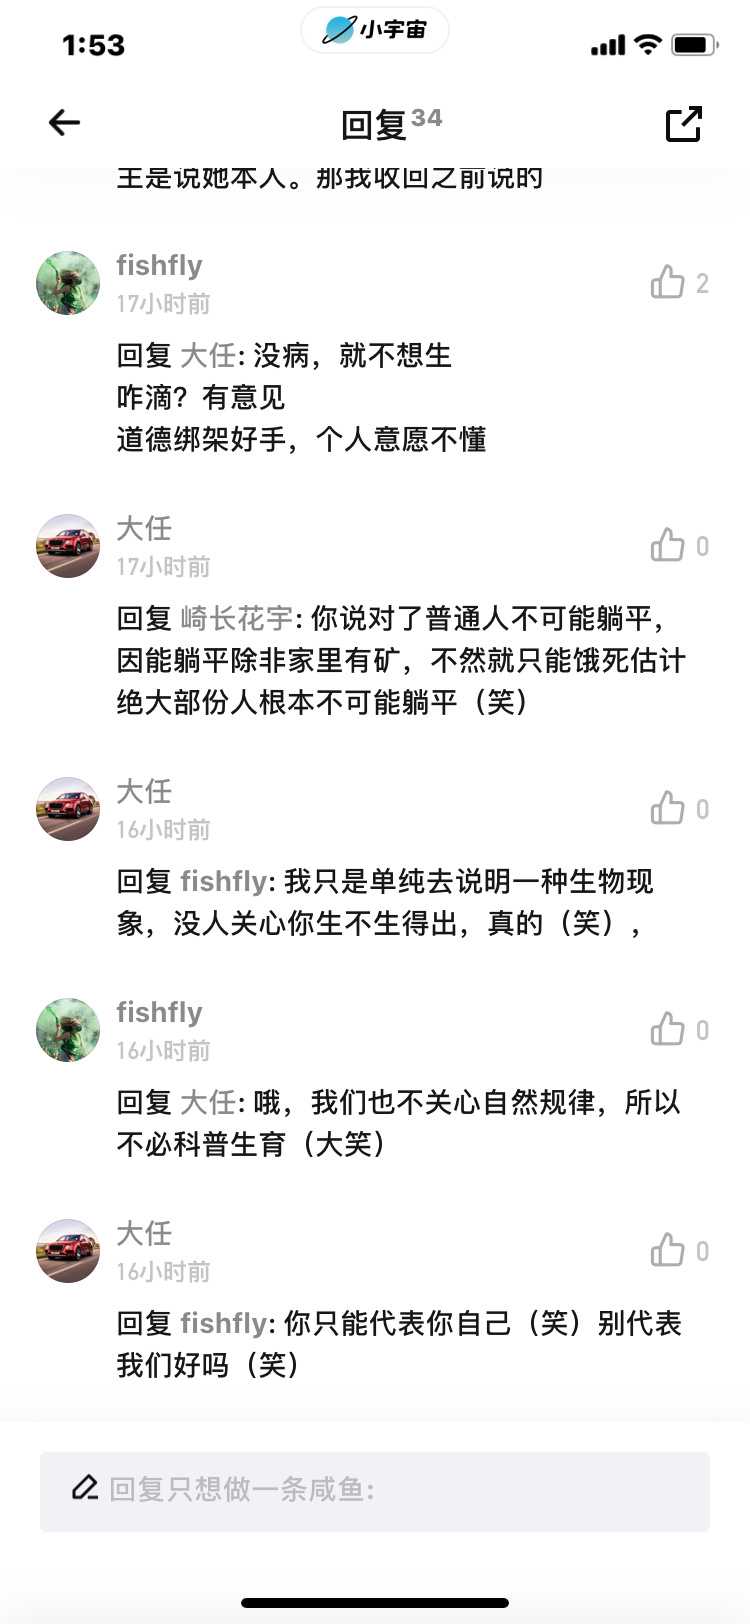 1:53
小宇宙
回复34
主是说她本人。那我收回之前说的
fishfly
2
17小时前
回复 大任: 没病，就不想生
咋滴？有意见
道德绑架好手，个人意愿不懂
大任
0
17小时前
回复 崎长花宇: 你说对了普通人不可能躺平，
因能躺平除非家里有矿，不然就只能饿死估计
绝大部份人根本不可能躺平（笑）
大任
0
16小时前
回复 fishfly: 我只是单纯去说明一种生物现
象，没人关心你生不生得出，真的（笑），
fishfly
0
16小时前
回复 大任: 哦，我们也不关心自然规律，所以
不必科普生育（大笑）
大任
0
16小时前
回复 fishfly: 你只能代表你自己（笑）别代表
我们好吗（笑）
回复只想做一条咸鱼: